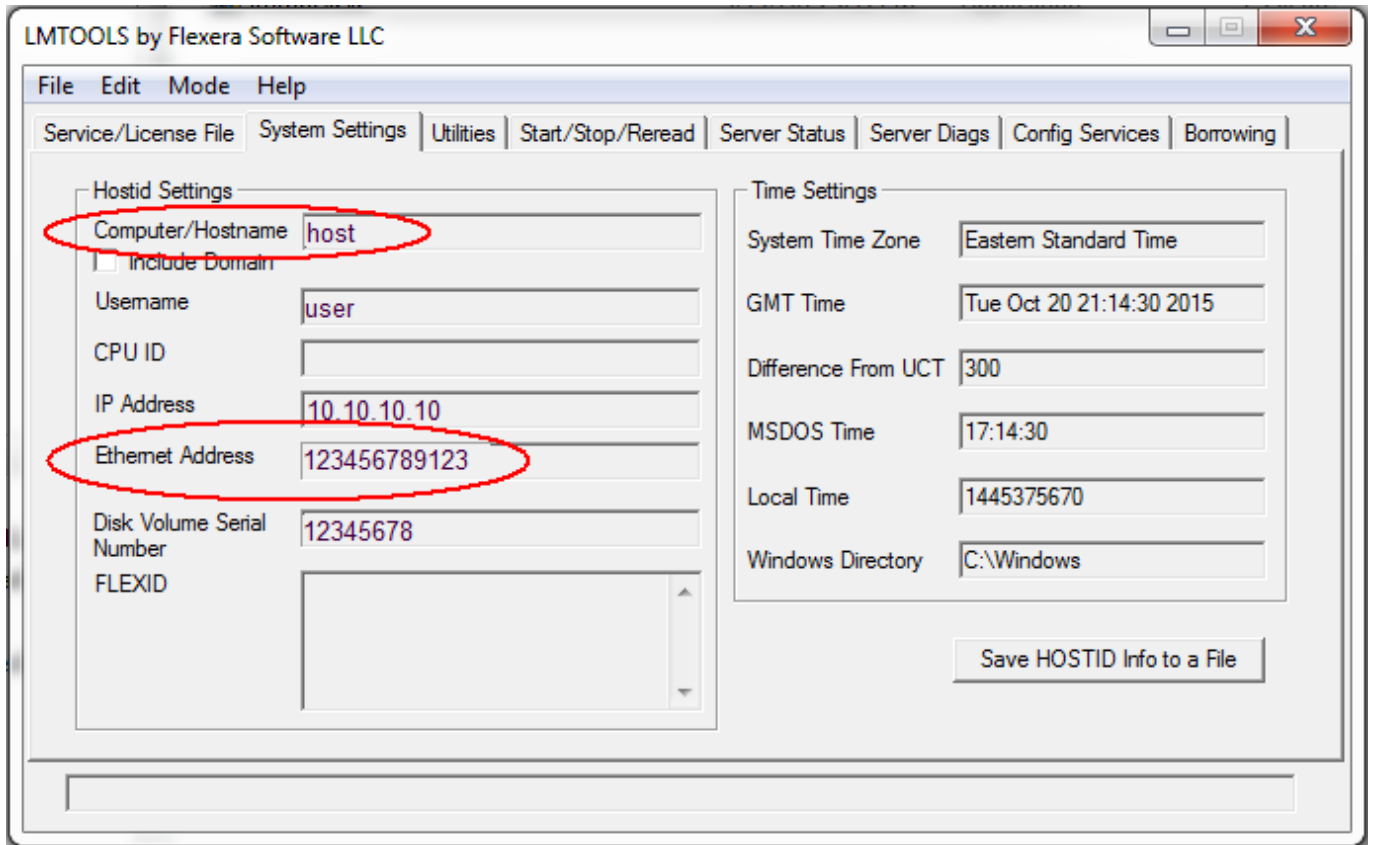 LMTOOLS by Flexera Software LLC
File Edit Mode Help
Service/License File System Settings Utilities Start/Stop/Reread Server Status Server Diags Config Services Borrowing
Hostid Settings
Computer/Hostname host
Include Domain
Username user
CPU ID
IP Address 10.10.10.10
Ethernet Address 123456789123
Disk Volume Serial
Number 12345678
FLEXID
Time Settings
System Time Zone Eastern Standard Time
GMT Time Tue Oct 20 21:14:30 2015
Difference From UCT 300
MSDOS Time 17:14:30
Local Time 1445375670
Windows Directory C:\Windows
Save HOSTID Info to a File